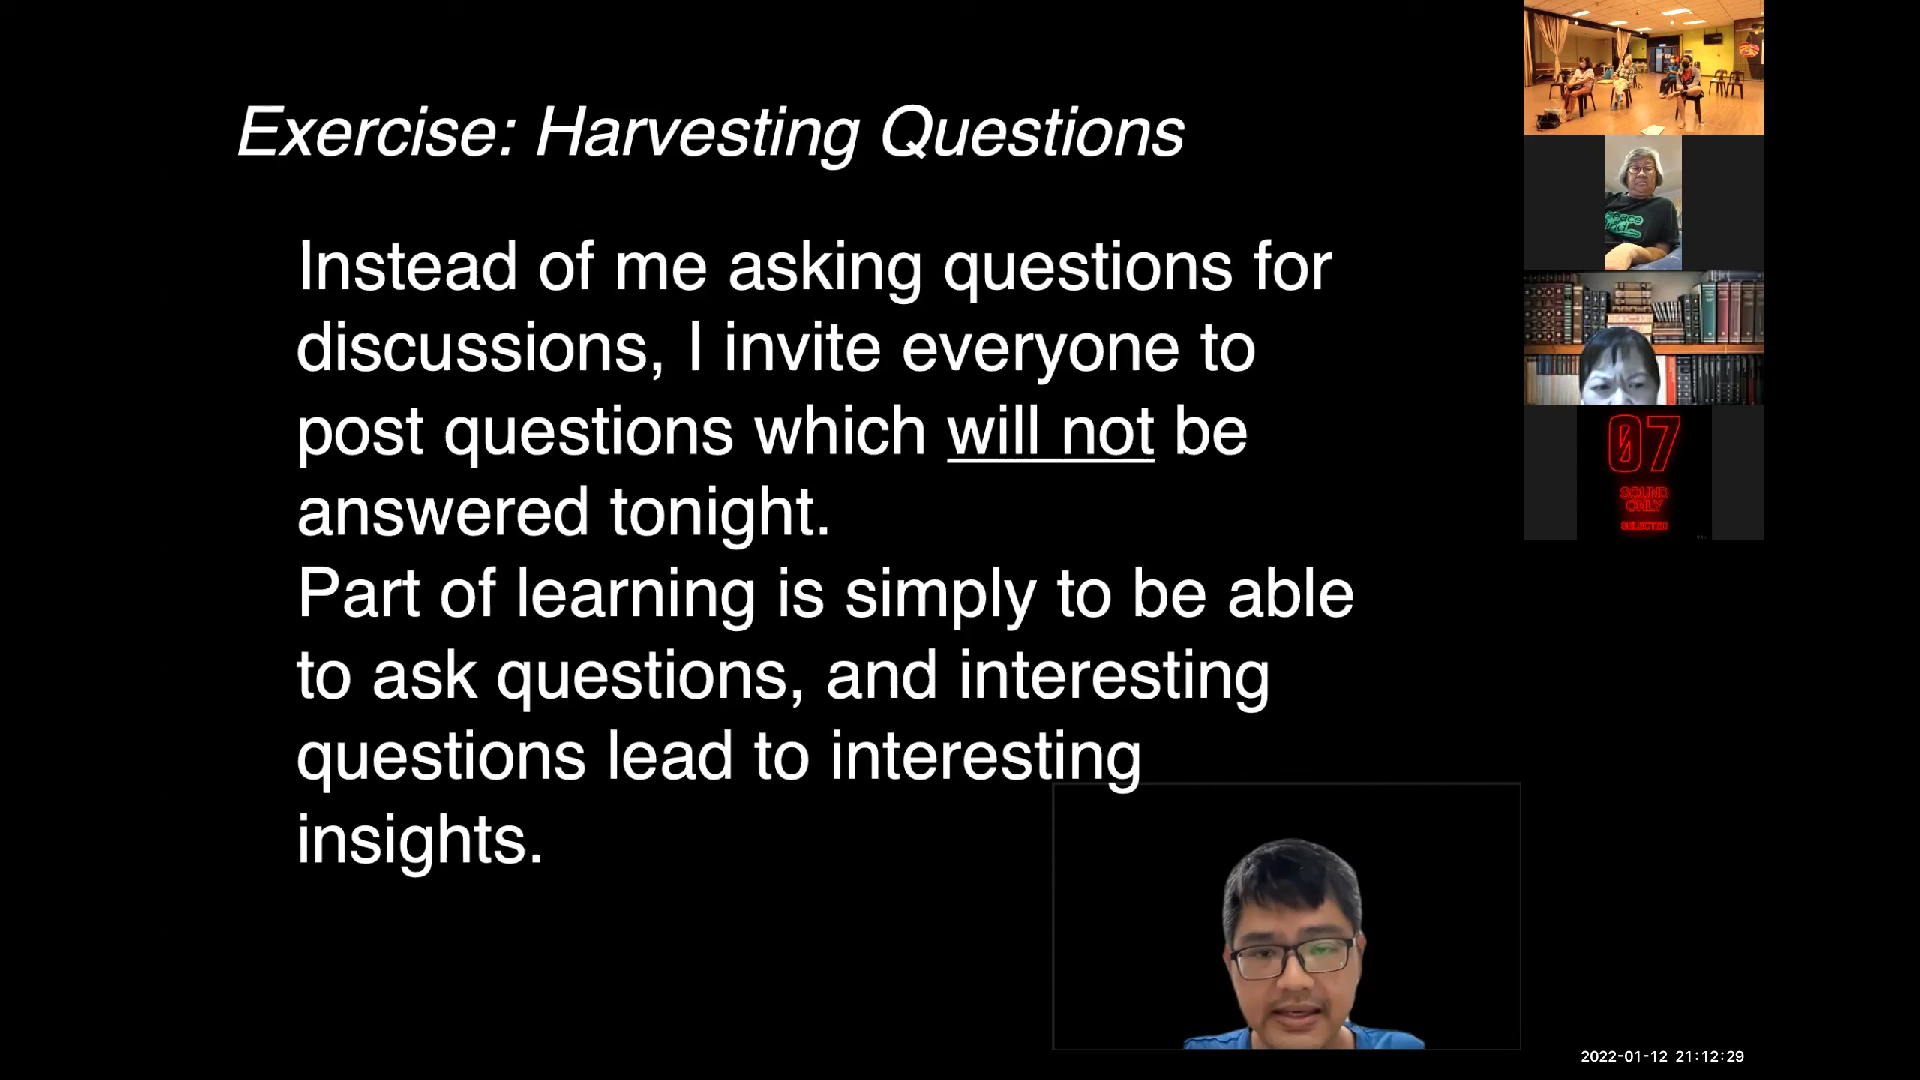 Exercise: Harvesting Questions
Instead of me asking questions for
discussions, I invite everyone to
post questions which will not be
answered tonight.
Part of learning is simply to be able
to ask questions, and interesting
questions lead to interesting
insights.
07
SOUND
ONLY
SELECTED
2022-01-12 21:12:29